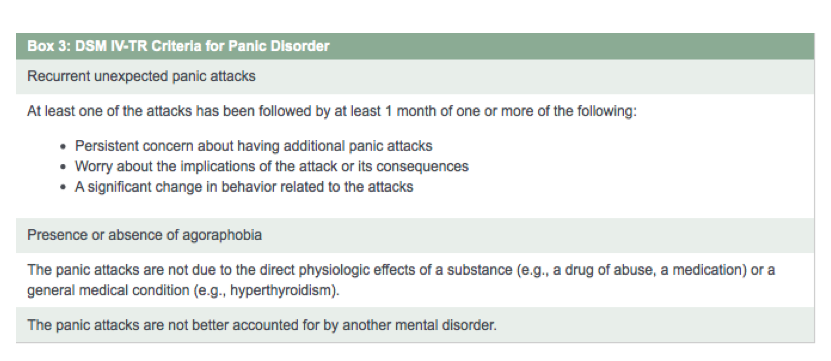 Box 3: DSM IV-TR Criteria for Panic Disorder
Recurrent unexpected panic attacks
At least one of the attacks has been followed by at least 1 month of one or more of the following:
• Persistent concern about having additional panic attacks
• Worry about the implications of the attack or its consequences
• A significant change in behavior related to the attacks
Presence or absence of agoraphobia
The panic attacks are not due to the direct physiologic effects of a substance (e.g., a drug of abuse, a medication) or a
general medical condition (e.g., hyperthyroidism).
The panic attacks are not better accounted for by another mental disorder.